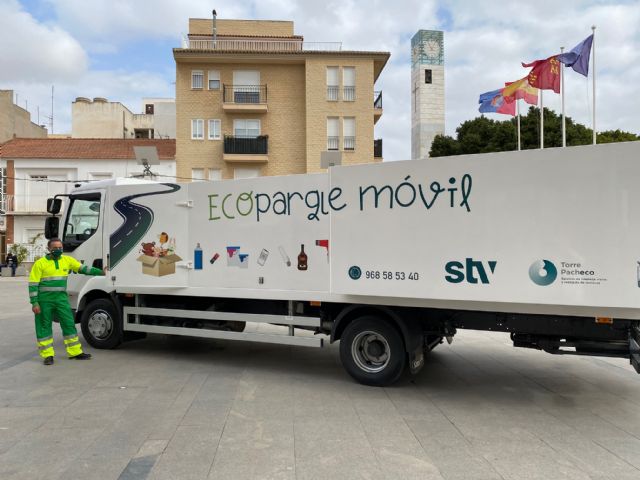 Ecoparque móvil
968 58 53 40
stv
Torre
Pacheco